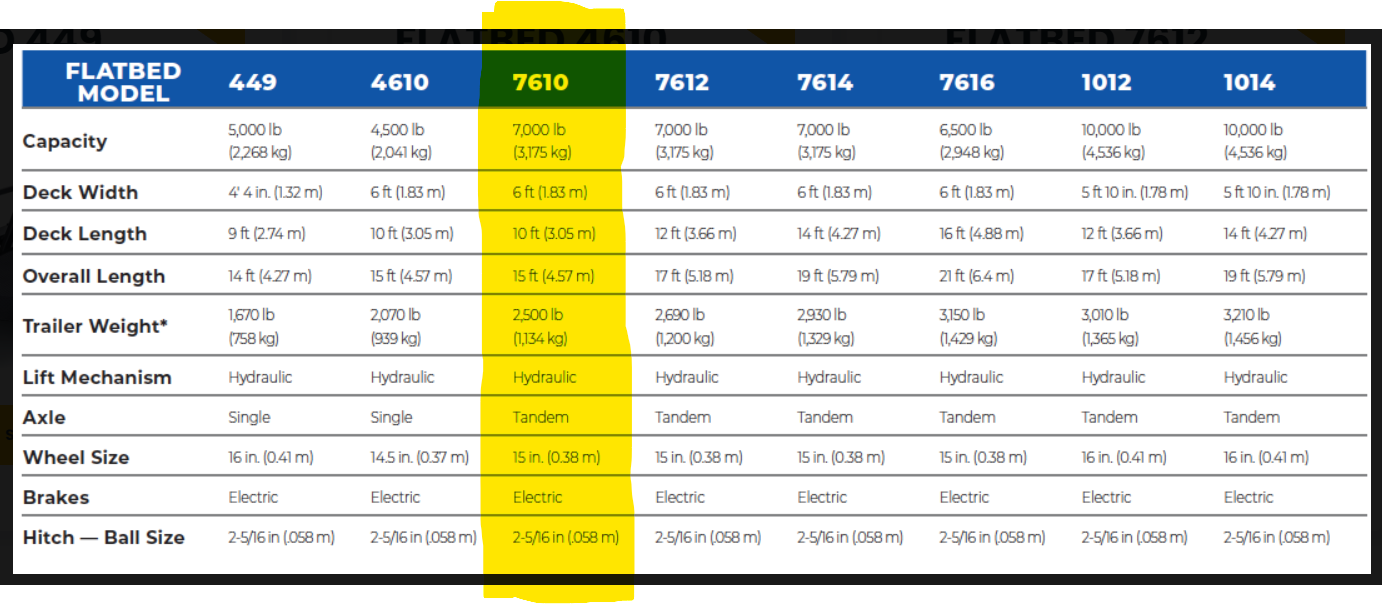 D 449 FLATBED 4610 FLATBED 7612
FLATBED
MODEL 449 4610 7610 7612 7614 7616 1012 1014
Capacity 5,000 lb 4,500 lb 7,000 lb 7,000 lb 7,000 lb 6,500 lb 10,000 lb 10,000 lb
(2,268 kg) (2,041 kg) (3,175 kg) (3,175 kg) (3,175 kg) (2,948 kg) (4,536 kg) (4,536 kg)
Deck Width 4' 4 in. (1.32 m) 6 ft (1.83 m) 6 ft (1.83 m) 6 ft (1.83 m) 6 ft (1.83 m) 6 ft (1.83 m) 5 ft 10 in. (1.78 m) 5 ft 10 in. (1.78 m)
Deck Length 9 ft (2.74 m) 10 ft (3.05 m) 10 ft (3.05 m) 12 ft (3.66 m) 14 ft (4.27 m) 16 ft (4.88 m) 12 ft (3.66 m) 14 ft (4.27 m)
Overall Length 14 ft (4.27 m) 15 ft (4.57 m) 15 ft (4.57 m) 17 ft (5.18 m) 19 ft (5.79 m) 21 ft (6.4 m) 17 ft (5.18 m) 19 ft (5.79 m)
Trailer Weight* 1,670 lb 2,070 lb 2,500 lb 2,690 lb 2,930 lb 3,150 lb 3,010 lb 3,210 lb
(758 kg) (939 kg) (1,134 kg) (1,200 kg) (1,329 kg) (1,429 kg) (1,365 kg) (1,456 kg)
Lift Mechanism Hydraulic Hydraulic Hydraulic Hydraulic Hydraulic Hydraulic Hydraulic Hydraulic
Axle Single Single Tandem Tandem Tandem Tandem Tandem Tandem
Wheel Size 16 in. (0.41 m) 14.5 in. (0.37 m) 15 in. (0.38 m) 15 in. (0.38 m) 15 in. (0.38 m) 15 in. (0.38 m) 16 in. (0.41 m) 16 in. (0.41 m)
Brakes Electric Electric Electric Electric Electric Electric Electric Electric
Hitch — Ball Size 2-5/16 in (.058 m) 2-5/16 in (.058 m) 2-5/16 in (.058 m) 2-5/16 in (.058 m) 2-5/16 in (.058 m) 2-5/16 in (.058 m) 2-5/16 in (.058 m) 2-5/16 in (.058 m)